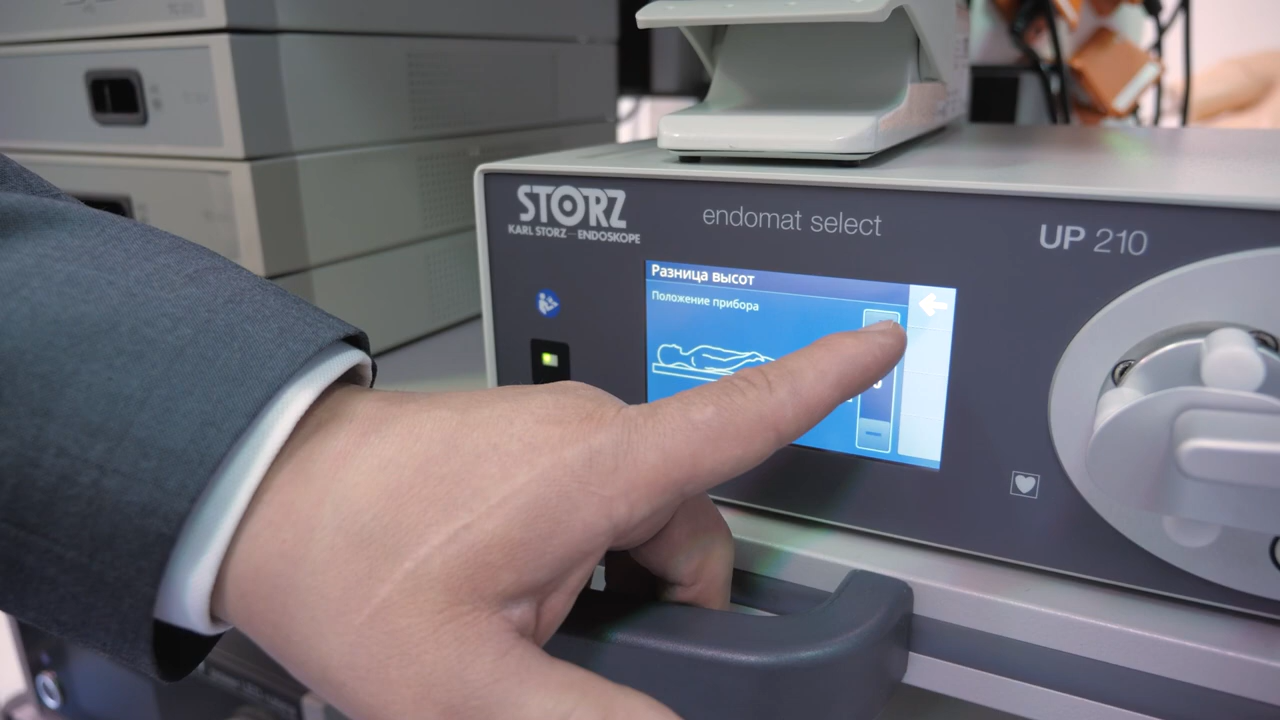 STORZ
KARL STORZ — ENDOSKOPE
endomat select
UP 210
Разница высот
Положение прибора